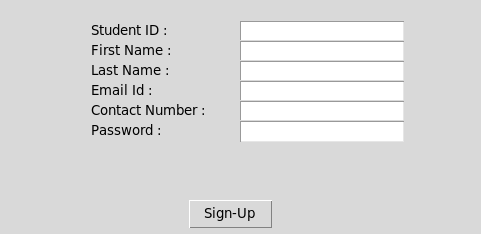 Student ID :
First Name :
Last Name :
Email Id :
Contact Number :
Password :
Sign-Up